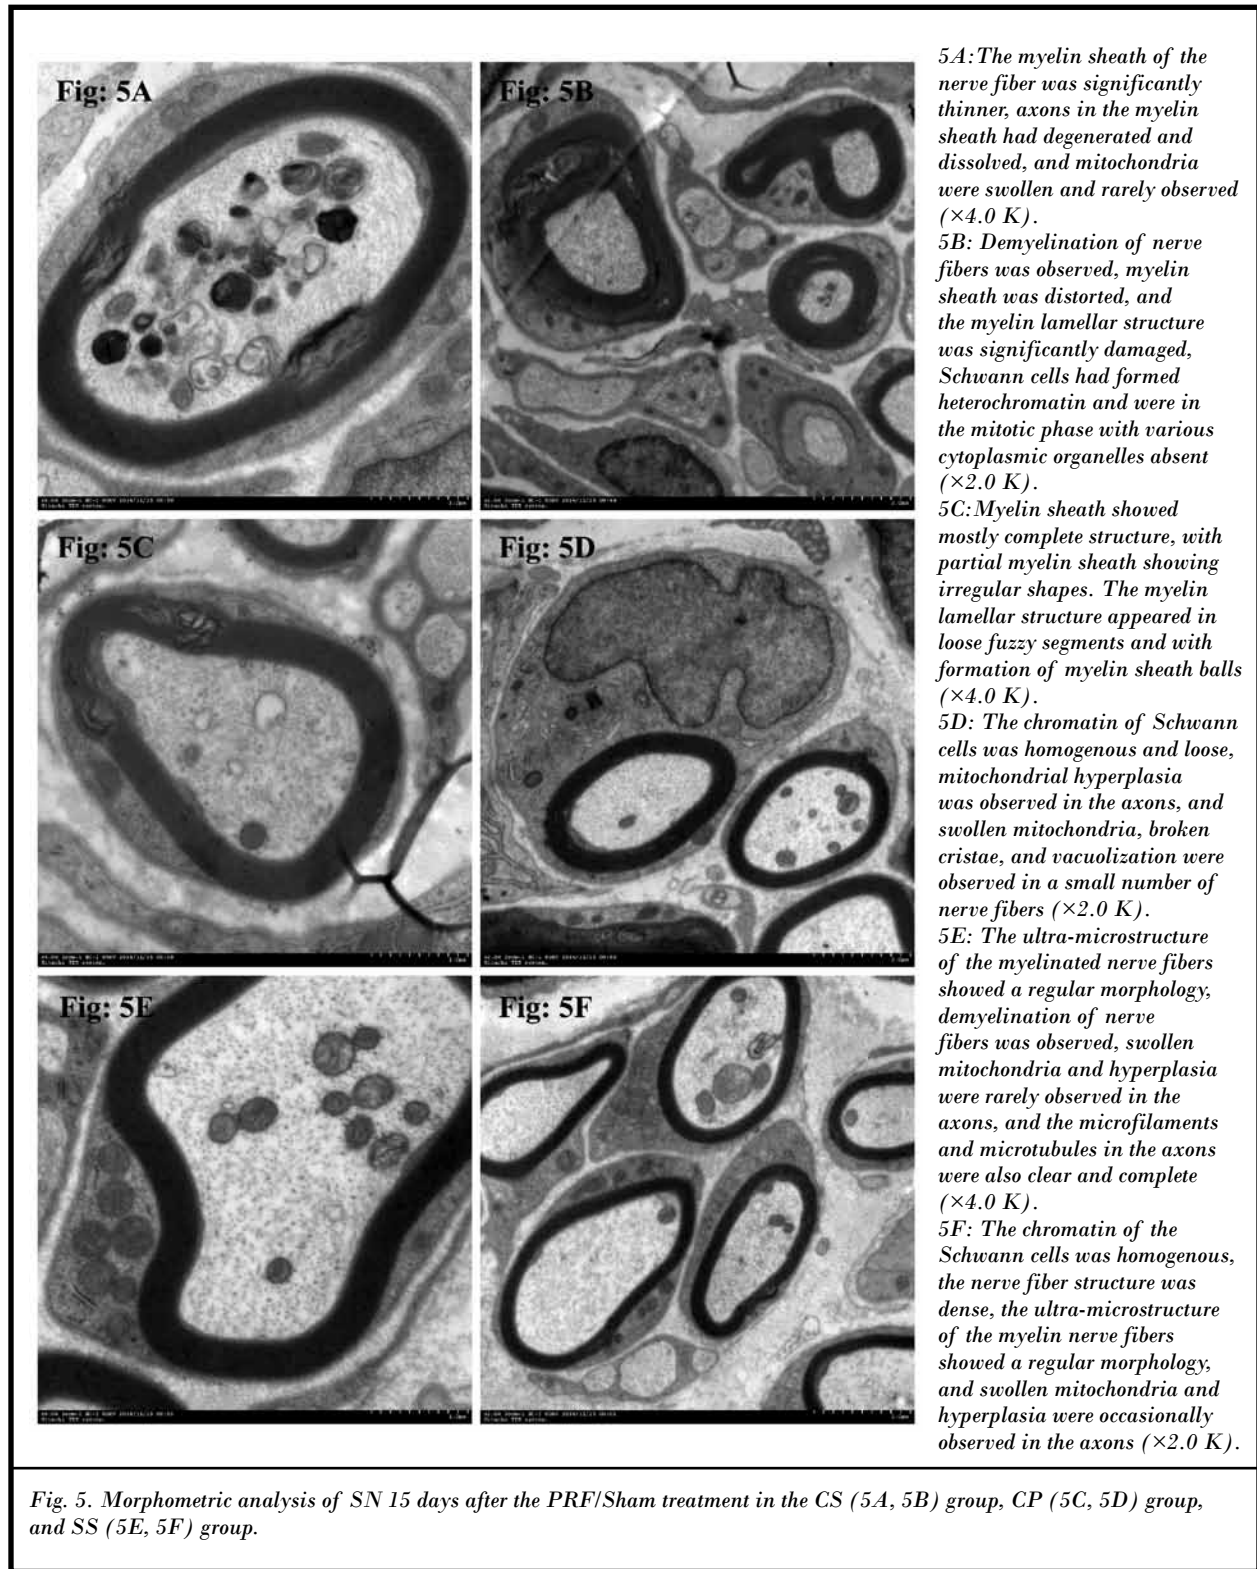 Fig: 5A
Fig: 5B
Fig: 5C
Fig: 5D
Fig: 5E
Fig: 5F
5A:The myelin sheath of the
nerve fiber was significantly
thinner, axons in the myelin
sheath had degenerated and
dissolved, and mitochondria
were swollen and rarely observed
(×4.0 K).
5B: Demyelination of nerve
fibers was observed, myelin
sheath was distorted, and
the myelin lamellar structure
was significantly damaged,
Schwann cells had formed
heterochromatin and were in
the mitotic phase with various
cytoplasmic organelles absent
(×2.0 K).
5C:Myelin sheath showed
mostly complete structure, with
partial myelin sheath showing
irregular shapes. The myelin
lamellar structure appeared in
loose fuzzy segments and with
formation of myelin sheath balls
(×4.0 K).
5D: The chromatin of Schwann
cells was homogenous and loose,
mitochondrial hyperplasia
was observed in the axons, and
swollen mitochondria, broken
cristae, and vacuolization were
observed in a small number of
nerve fibers (×2.0 K).
5E: The ultra-microstructure
of the myelinated nerve fibers
showed a regular morphology,
demyelination of nerve
fibers was observed, swollen
mitochondria and hyperplasia
were rarely observed in the
axons, and the microfilaments
and microtubules in the axons
were also clear and complete
(×4.0 K).
5F: The chromatin of the
Schwann cells was homogenous,
the nerve fiber structure was
dense, the ultra-microstructure
of the myelin nerve fibers
showed a regular morphology,
and swollen mitochondria and
hyperplasia were occasionally
observed in the axons (×2.0 K).
Fig. 5. Morphometric analysis of SN 15 days after the PRF/Sham treatment in the CS (5A, 5B) group, CP (5C, 5D) group,
and SS (5E, 5F) group.